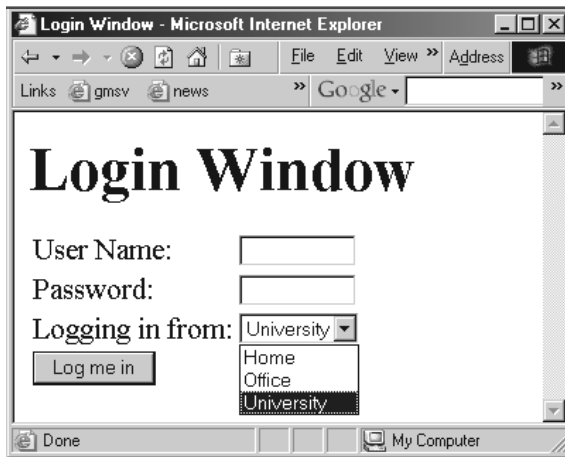 Login Window - Microsoft Internet Explorer
File Edit View » Address
Links gmsv news » Google »
Login Window
User Name:
Password:
Logging in from: University
Log me in
Home
Office
University
Done My Computer